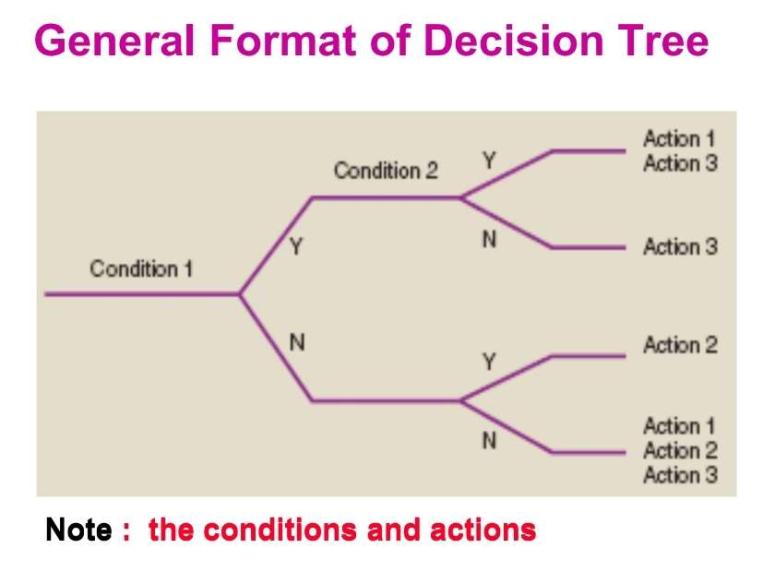 General Format of Decision Tree
Condition 1
Y
N
Condition 2
Y
N
Action 1
Action 3
Action 3
Y
N
Action 2
Action 1
Action 2
Action 3
Note : the conditions and actions